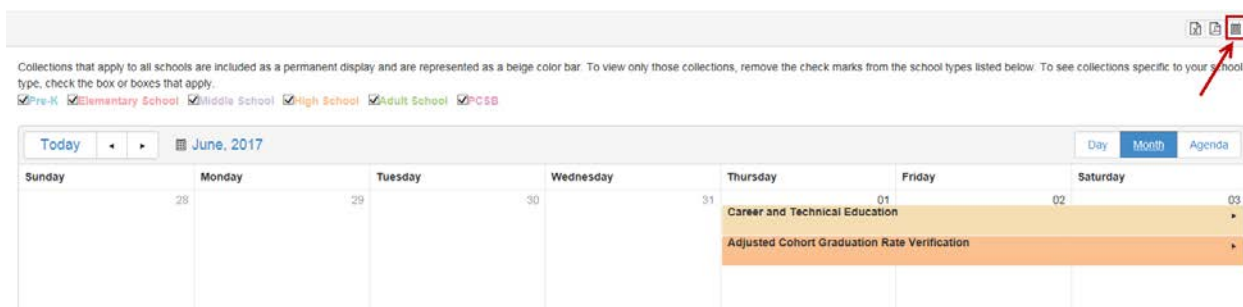 Collections that apply to all schools are included as a permanent display and are represented as a beige color bar. To view only those collections, remove the check marks from the school types listed below. To see collections specific to your school
type, check the box or boxes that apply.
Pre-K Elementary School Middle School High School Adult School PCSB
Today June, 2017 Day Month Agenda
Sunday Monday Tuesday Wednesday Thursday Friday Saturday
28 29 30 31 01 02 03
Career and Technical Education
Adjusted Cohort Graduation Rate Verification